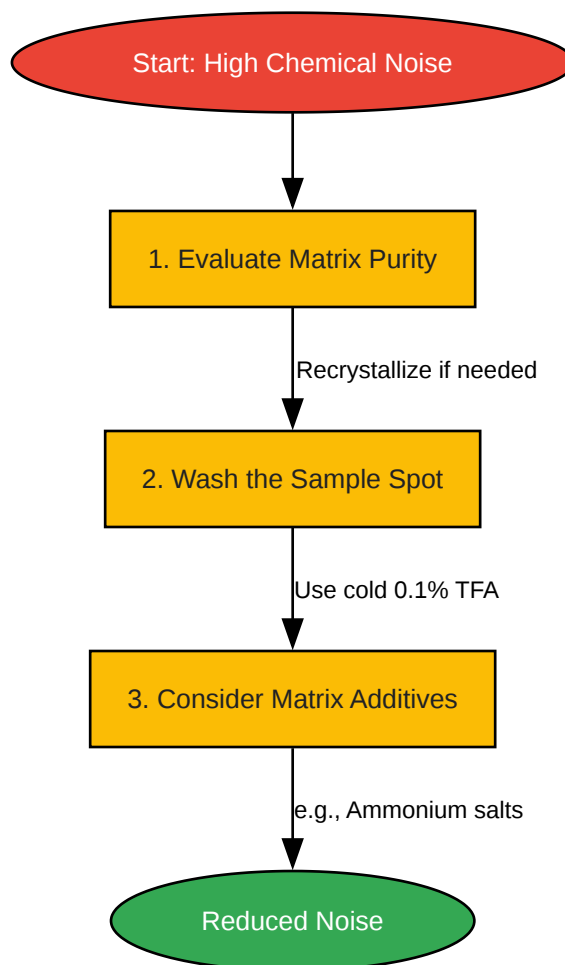 Start: High Chemical Noise
1. Evaluate Matrix Purity
Recrystallize if needed
2. Wash the Sample Spot
Use cold 0.1% TFA
3. Consider Matrix Additives
e.g., Ammonium salts
Reduced Noise